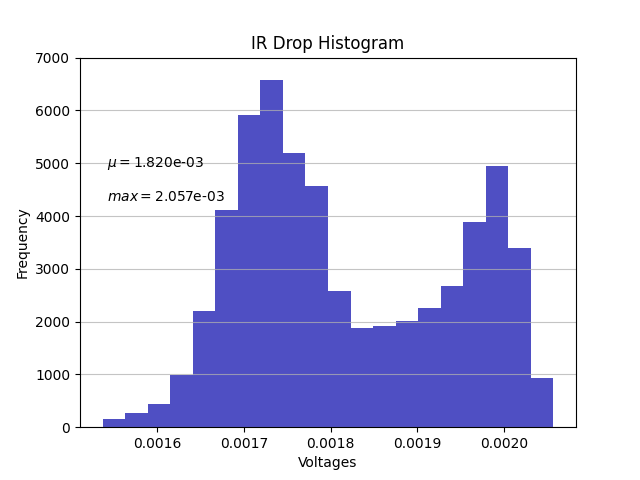 IR Drop Histogram
7000
6000
5000
4000
3000
2000
1000
0
Frequency
μ = 1.820e-03
max = 2.057e-03
0.0016 0.0017 0.0018 0.0019 0.0020
Voltages